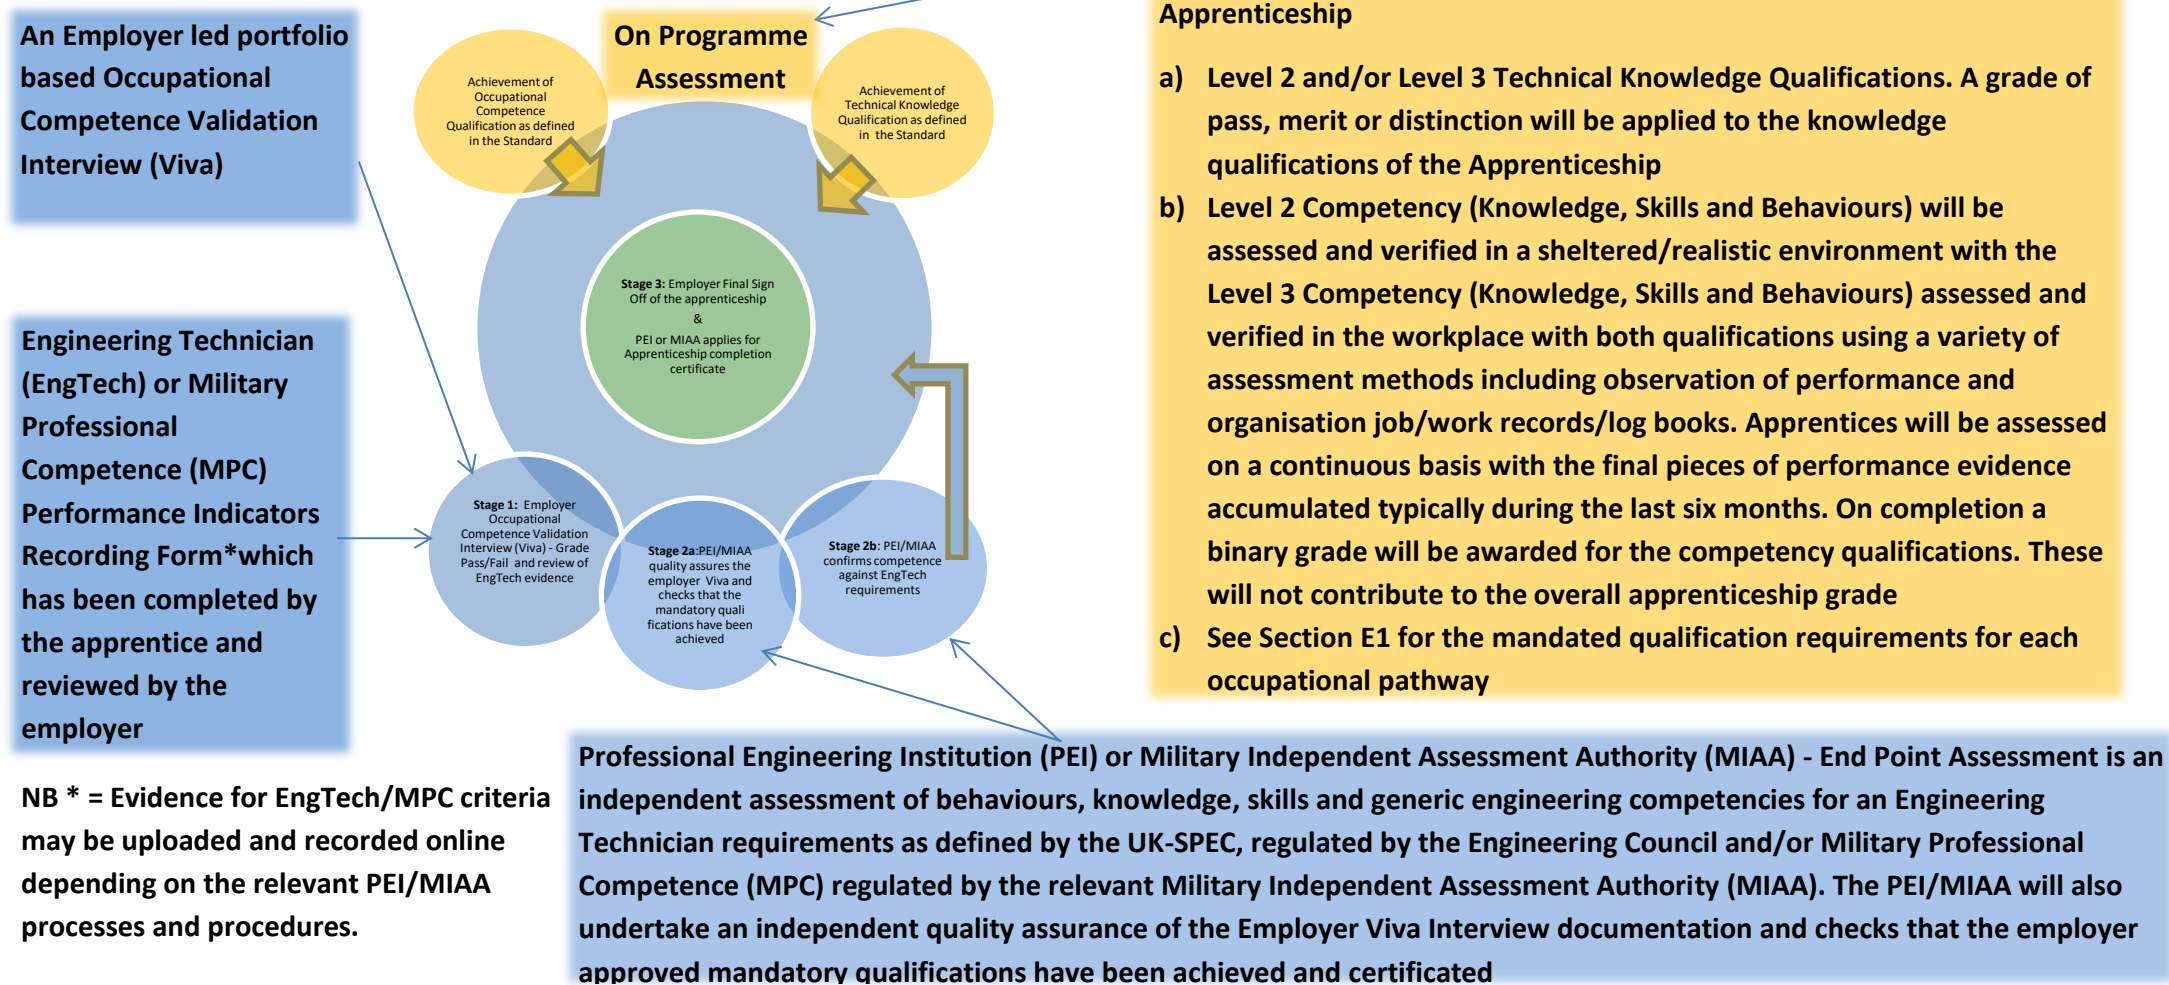 An Employer led portfolio
based Occupational
Competence Validation
Interview (Viva)
On Programme
Assessment
Achievement of
Occupational
Competence
Qualification as defined
in the Standard
Achievement of
Technical Knowledge
Qualification as defined
in the Standard
Stage 3: Employer Final Sign
Off of the apprenticeship
&
PEI or MIAA applies for
Apprenticeship completion
certificate
Engineering Technician
(EngTech) or Military
Professional
Competence (MPC)
Performance Indicators
Recording Form*which
has been completed by
the apprentice and
reviewed by the
employer
Stage 1: Employer
Occupational
Competence Validation
Interview (Viva) - Grade
Pass/Fail and review of
EngTech evidence
Stage 2a:PEI/MIAA
quality assures the
employer Viva and
checks that the
mandatory quali
fications have been
achieved
Stage 2b: PEI/MIAA
confirms competence
against EngTech
requirements
Apprenticeship
a) Level 2 and/or Level 3 Technical Knowledge Qualifications. A grade of
pass, merit or distinction will be applied to the knowledge
qualifications of the Apprenticeship
b) Level 2 Competency (Knowledge, Skills and Behaviours) will be
assessed and verified in a sheltered/realistic environment with the
Level 3 Competency (Knowledge, Skills and Behaviours) assessed and
verified in the workplace with both qualifications using a variety of
assessment methods including observation of performance and
organisation job/work records/log books. Apprentices will be assessed
on a continuous basis with the final pieces of performance evidence
accumulated typically during the last six months. On completion a
binary grade will be awarded for the competency qualifications. These
will not contribute to the overall apprenticeship grade
c) See Section E1 for the mandated qualification requirements for each
occupational pathway
NB * = Evidence for EngTech/MPC criteria
may be uploaded and recorded online
depending on the relevant PEI/MIAA
processes and procedures.
Professional Engineering Institution (PEI) or Military Independent Assessment Authority (MIAA) - End Point Assessment is an
independent assessment of behaviours, knowledge, skills and generic engineering competencies for an Engineering
Technician requirements as defined by the UK-SPEC, regulated by the Engineering Council and/or Military Professional
Competence (MPC) regulated by the relevant Military Independent Assessment Authority (MIAA). The PEI/MIAA will also
undertake an independent quality assurance of the Employer Viva Interview documentation and checks that the employer
approved mandatory qualifications have been achieved and certificated